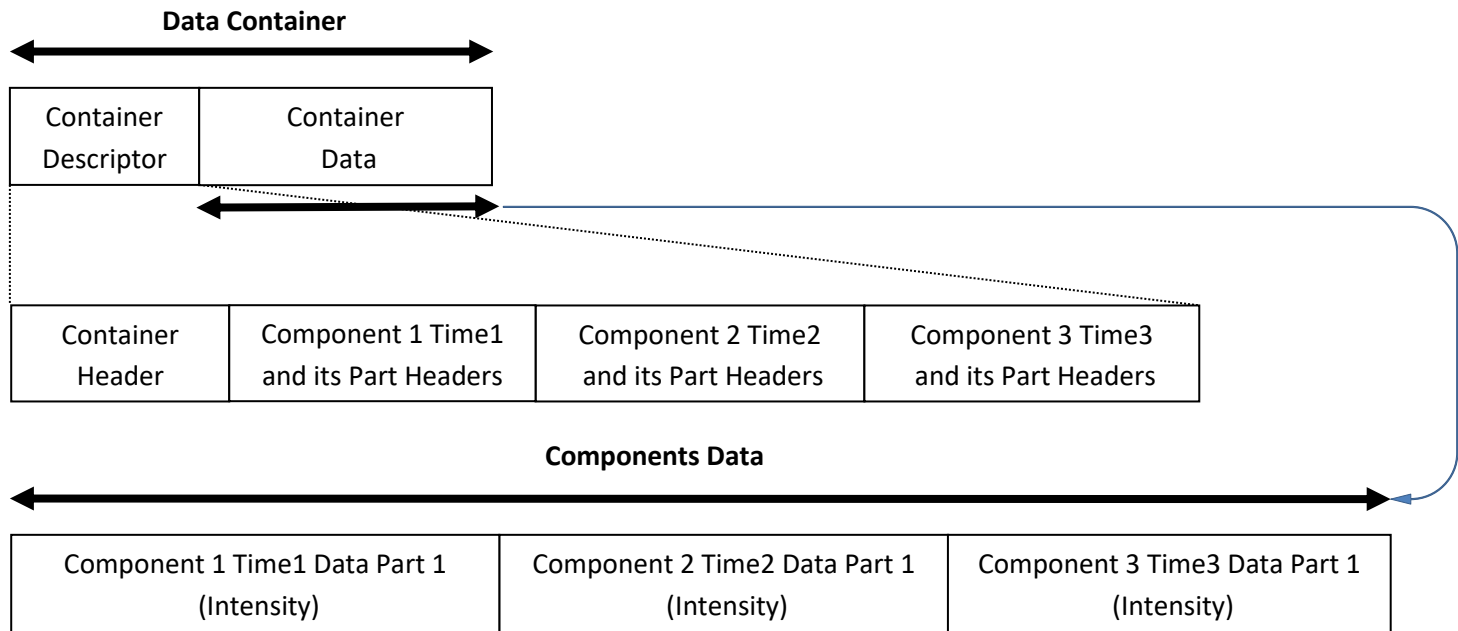 Data Container
Container
Descriptor
Container
Data
Container
Header
Component 1 Time1
and its Part Headers
Component 2 Time2
and its Part Headers
Component 3 Time3
and its Part Headers
Components Data
Component 1 Time1 Data Part 1
(Intensity)
Component 2 Time2 Data Part 1
(Intensity)
Component 3 Time3 Data Part 1
(Intensity)